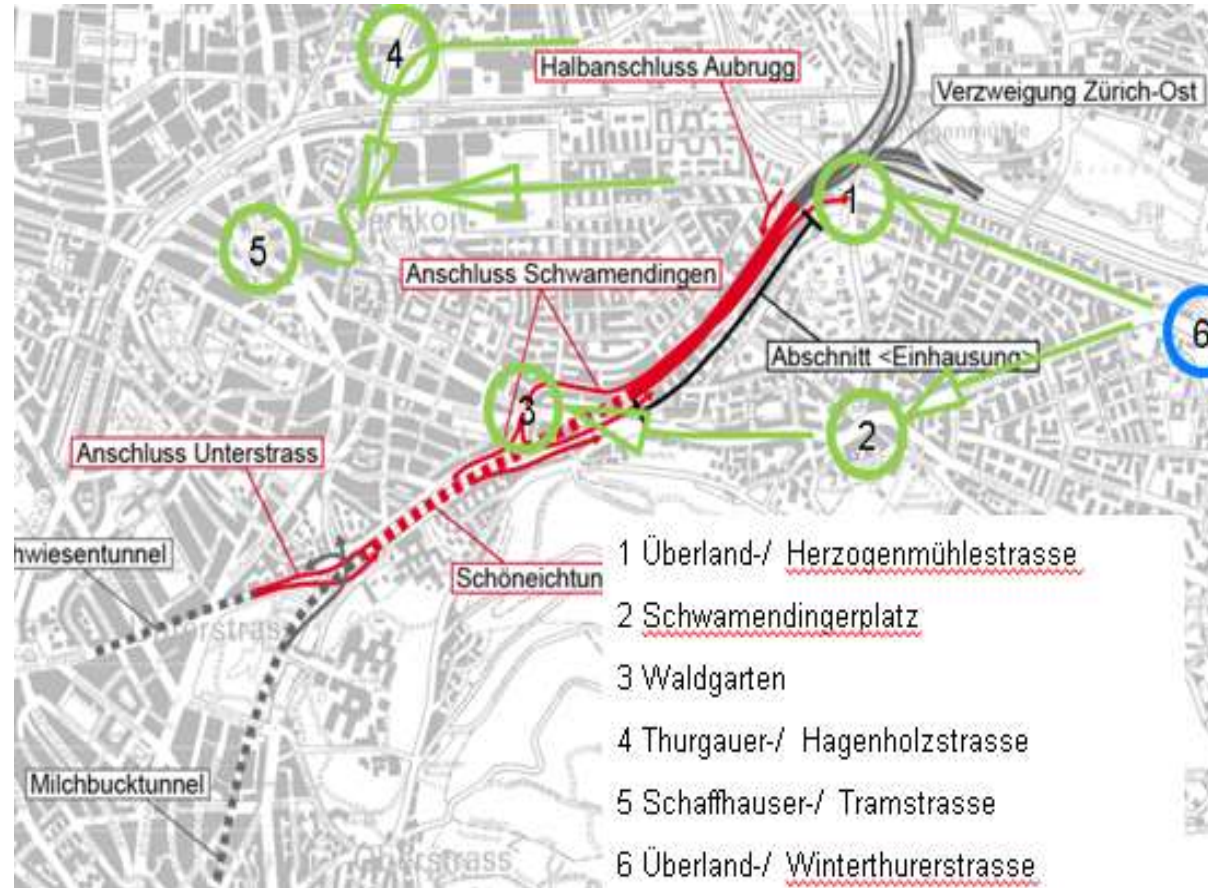 4
Halbanschluss Aubrugg
Verzweigung Zürich-Ost
1
5
Anschluss Schwamendingen
6
Abschnitt <Einhausung>
3
2
Anschluss Unterstrass
hwiesentunnel
Schöneichtun
Milchbucktunnel
Oberstrass
1 Überland-/ Herzogenmühlestrasse
2 Schwamendingerplatz
3 Waldgarten
4 Thurgauer-/ Hagenholzstrasse
5 Schaffhauser-/ Tramstrasse
6 Überland-/ Winterthurerstrasse